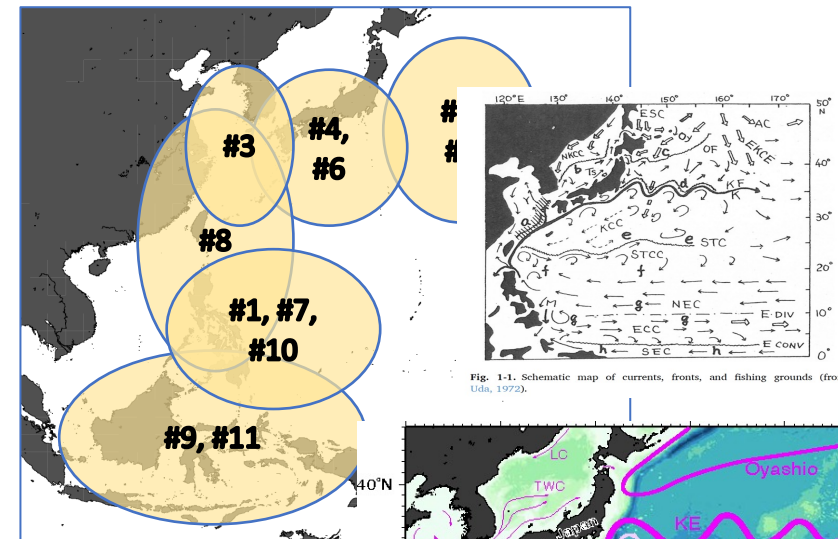 #3
#4,
#6
#
#
#8
#1, #7,
#10
#9, #11
120°E 130° 140° 150° 160° 170° 50°
N
ESC
AC
OF
EKCE
NKCC
b
c
Ts
40°
d
KF
K
a
30°
KCC
e
e
STC
STCC
20°
f
f
M
g
NEC
10°
g
g
E·DIV
ECC
E CONV
h
SEC
h
0°
Fig. 1-1. Schematic map of currents, fronts, and fishing grounds (fro
Uda, 1972).
LC
Oyashio
40°N
TWC
Japan
KE